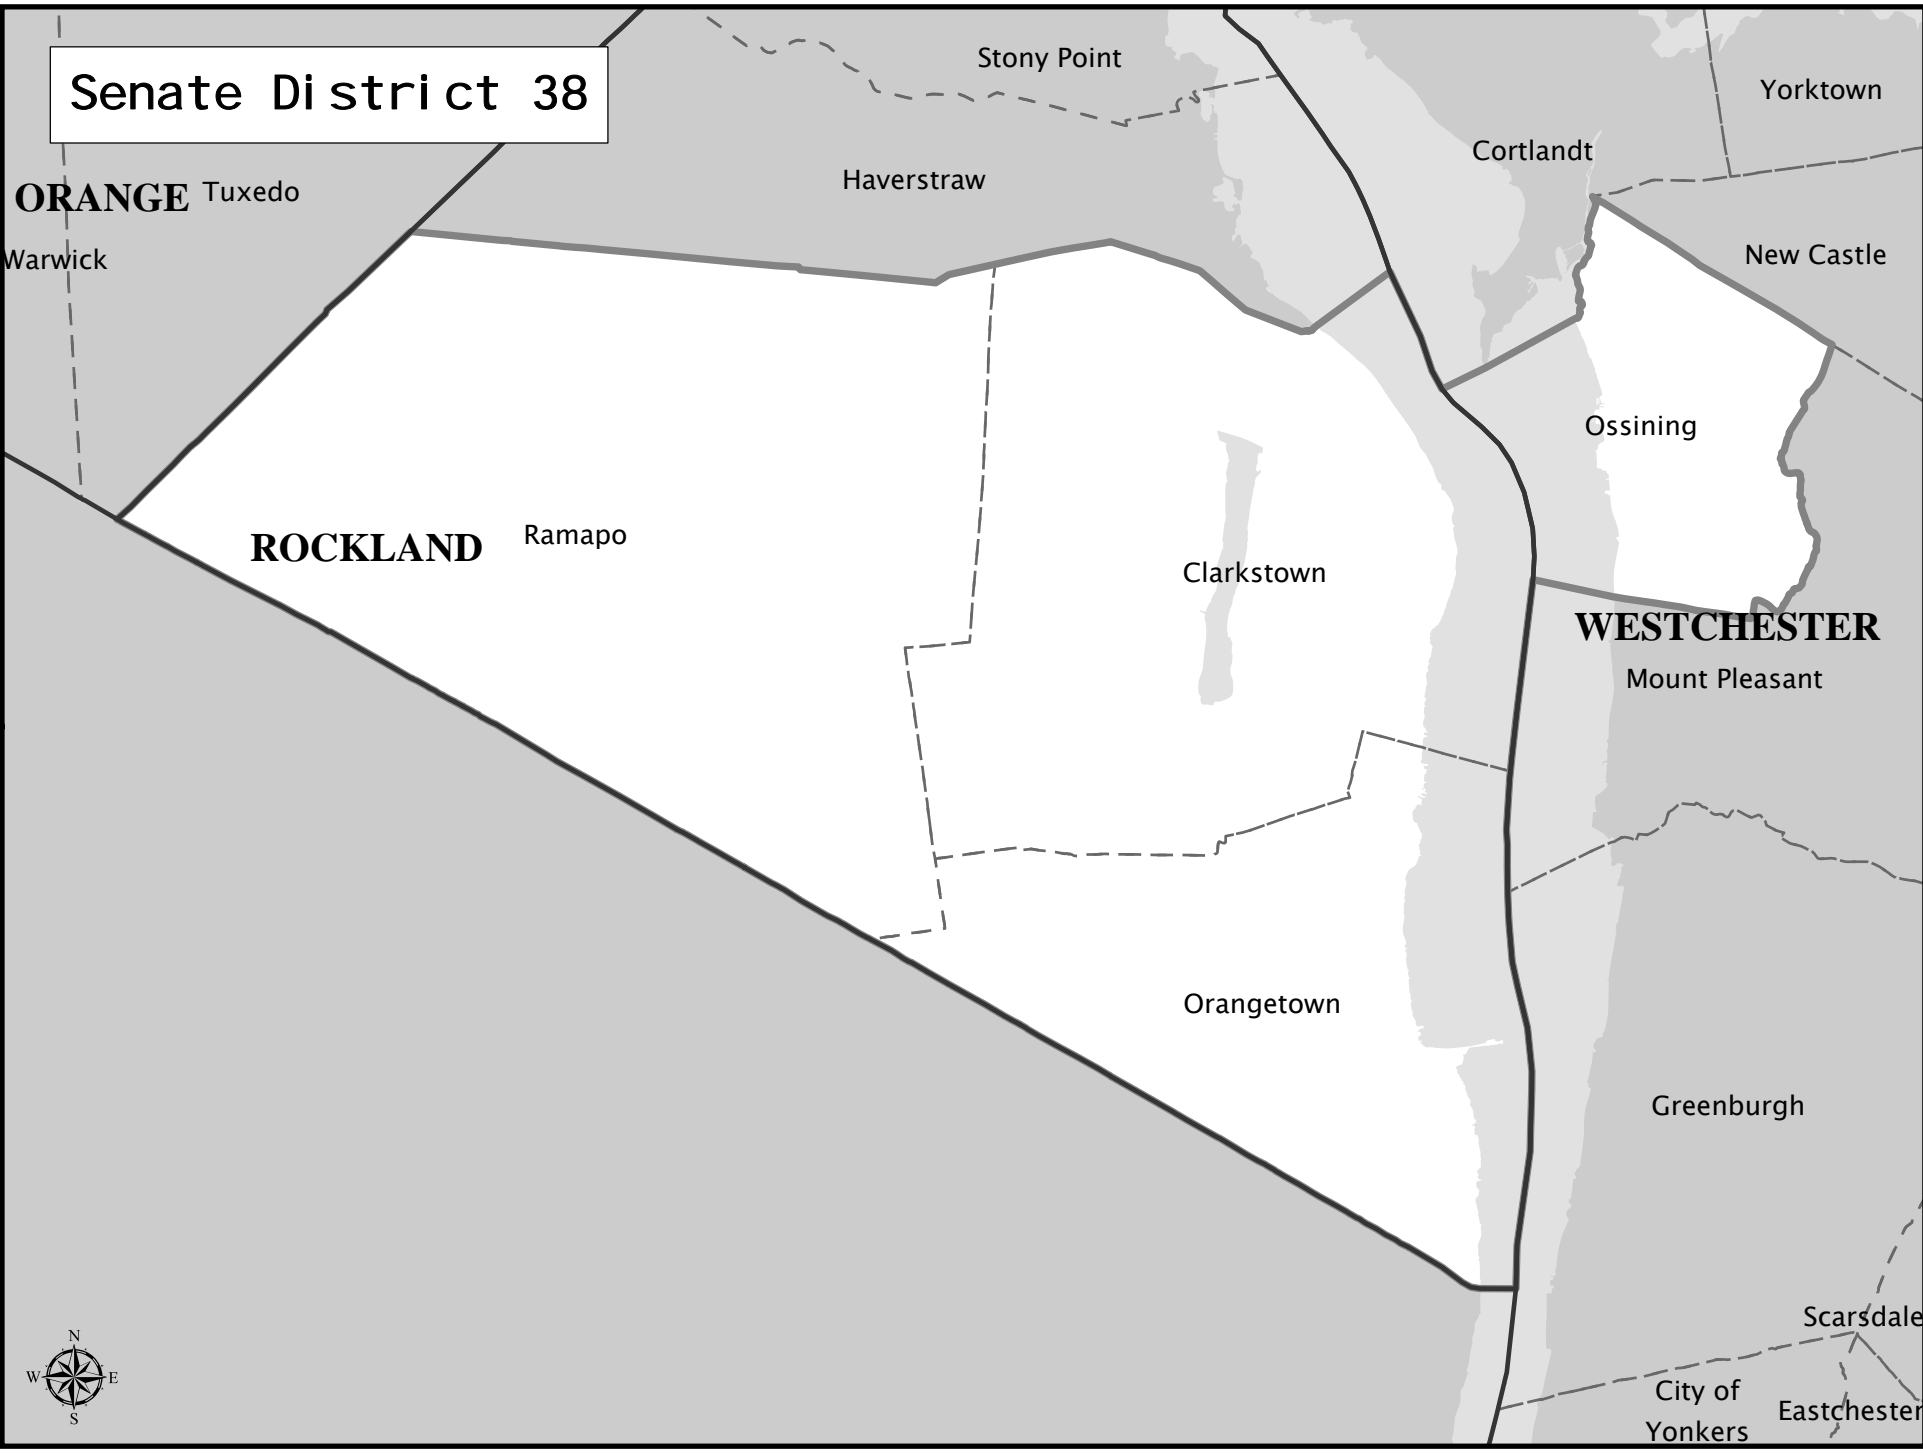 Stony Point
Senate District 38
Yorktown
Cortlandt
Haverstraw
ORANGE Tuxedo
New Castle
Warwick
Ossining
ROCKLAND Ramapo
Clarkstown
WESTCHESTER
Mount Pleasant
Orangetown
Greenburgh
Scarsdale
N
W E
S
City of
Yonkers
Eastchester